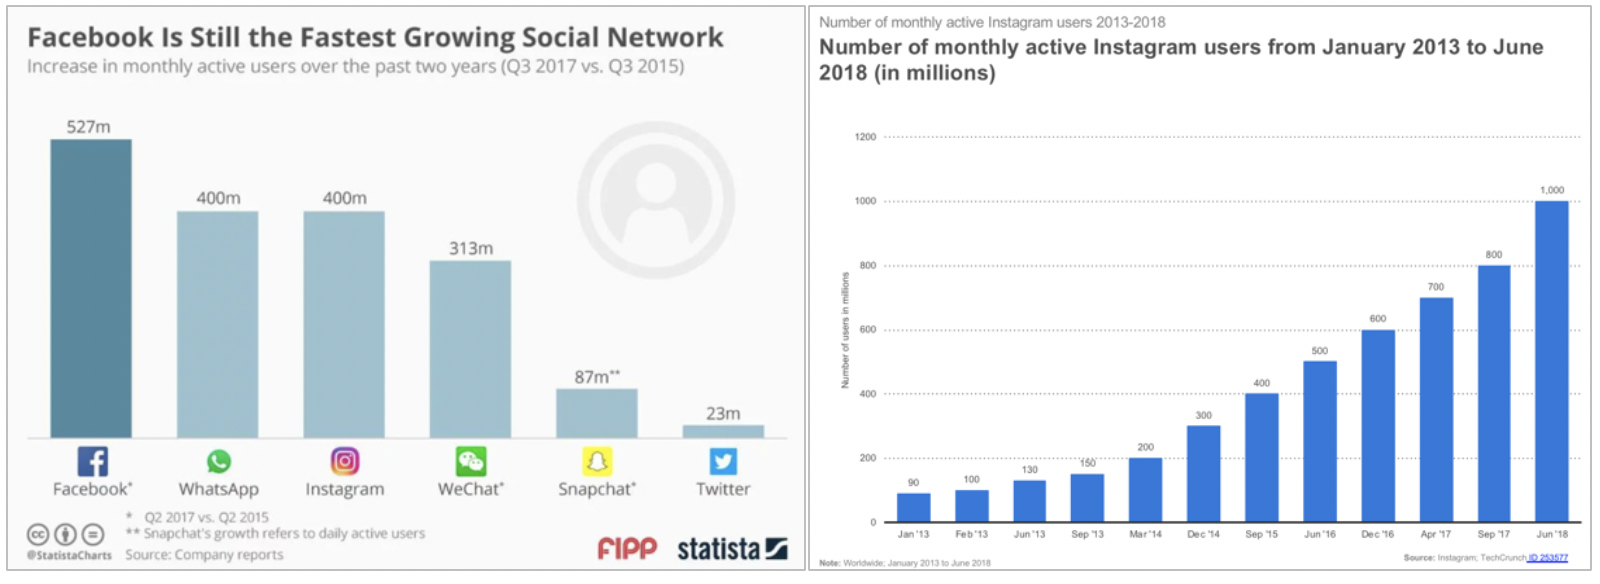 Facebook Is Still the Fastest Growing Social Network
Increase in monthly active users over the past two years (Q3 2017 vs. Q3 2015)
527m
400m
400m
313m
87m**
23m
Facebook*
WhatsApp
Instagram
WeChat*
Snapchat*
Twitter
* Q2 2017 vs. Q2 2015
** Snapchat's growth refers to daily active users
@StatistaCharts Source: Company reports
FIPP statista
Number of monthly active Instagram users 2013-2018
Number of monthly active Instagram users from January 2013 to June
2018 (in millions)
Number of users in millions
1200
1000
800
600
400
200
0
90
100
130
150
200
300
400
500
600
700
800
1,000
Jan '13
Feb '13
Jun '13
Sep '13
Mar '14
Dec '14
Sep '15
Jun '16
Dec '16
Apr '17
Sep '17
Jun '18
Note: Worldwide; January 2013 to June 2018
Source: Instagram; TechCrunch ID 253577